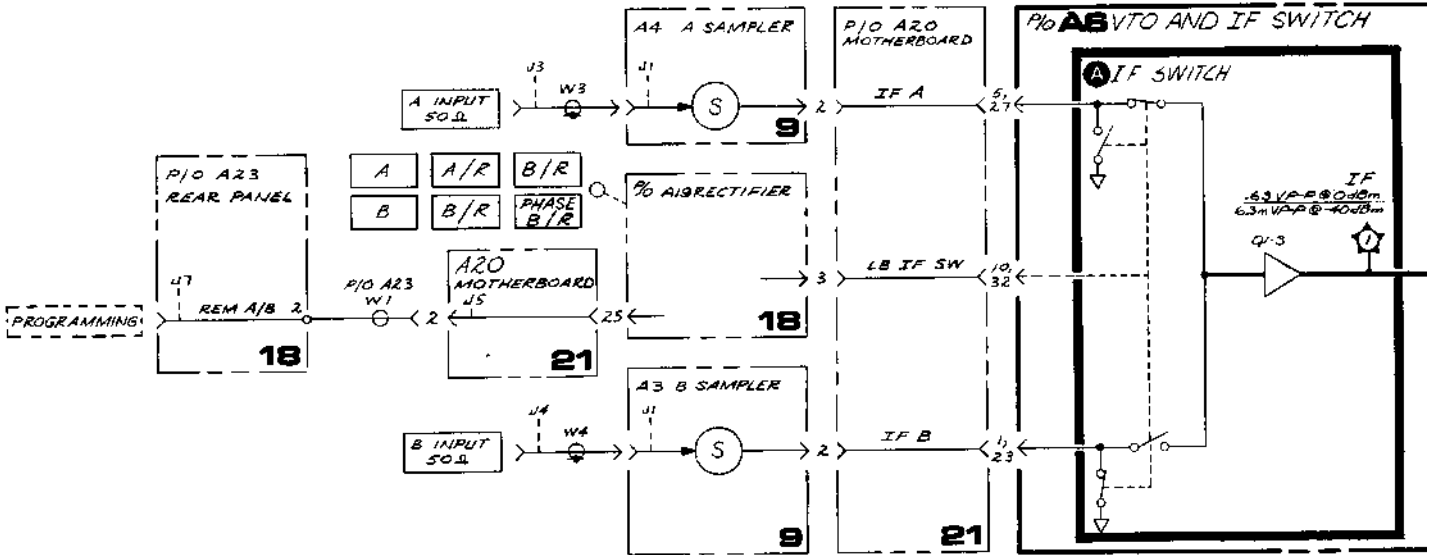 A INPUT
50Ω
J3
W3
A4 A SAMPLER
J1
S
9
2
P/O A20
MOTHERBOARD
IF A
5,
27
P/O A6 VTO AND IF SWITCH
A IF SWITCH
IF
.63 VP-P @ 0dBm
6.3mVP-P @ -40dBm
Q1-3
1
A
A/R
B/R
B
B/R
PHASE
B/R
PROGRAMMING
P/O A23
REAR PANEL
J7
REM A/B 2
18
P/O A23
W1
2
A20
MOTHERBOARD
J5
25
21
P/O A19 RECTIFIER
18
3
LB IF SW
10,
32
B INPUT
50Ω
J4
W4
A3 B SAMPLER
J1
S
9
2
IF B
1,
23
21